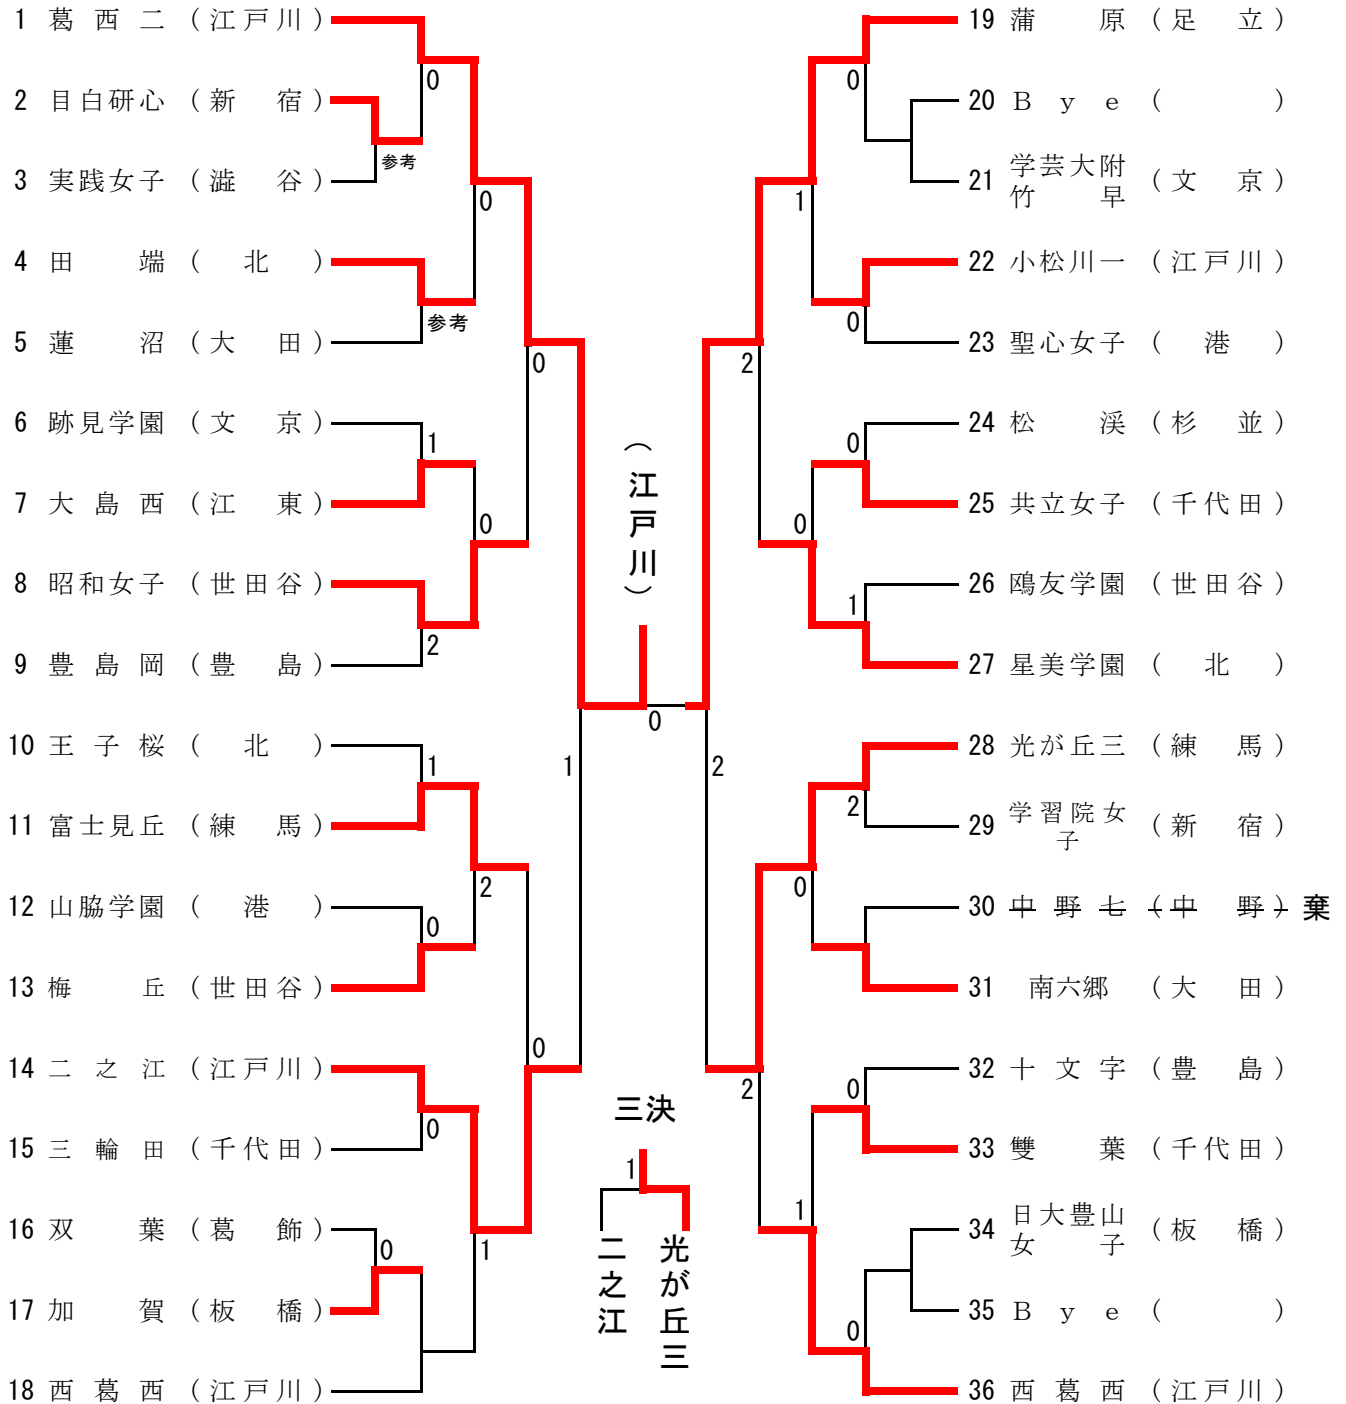 1 葛西二 (江戸川)
0
2 目白研心 (新宿)
参考
3 実践女子 (澁谷)
0
4 田端 (北)
参考
5 蓮沼 (大田)
0
6 跡見学園 (文京)
1
7 大島西 (江東)
0
8 昭和女子 (世田谷)
2
9 豊島岡 (豊島)
10 王子桜 (北)
1
1
11 富士見丘 (練馬)
2
12 山脇学園 (港)
0
13 梅丘 (世田谷)
0
14 二之江 (江戸川)
0
15 三輪田 (千代田)
16 双葉 (葛飾)
0
1
17 加賀 (板橋)
18 西葛西 (江戸川)
(江戸川)
0
三決
1
二之江
光が丘三
19 蒲原 (足立)
0
20 Bye ( )
21 学芸大附
竹早 (文京)
1
22 小松川一 (江戸川)
0
23 聖心女子 (港)
2
24 松渓 (杉並)
0
25 共立女子 (千代田)
0
26 鴎友学園 (世田谷)
1
27 星美学園 (北)
28 光が丘三 (練馬)
2
2
29 学習院女
子 (新宿)
0
30 中野七 (中野) 棄
31 南六郷 (大田)
32 十文字 (豊島)
2
0
33 雙葉 (千代田)
1
34 日大豊山
女子 (板橋)
35 Bye ( )
0
36 西葛西 (江戸川)